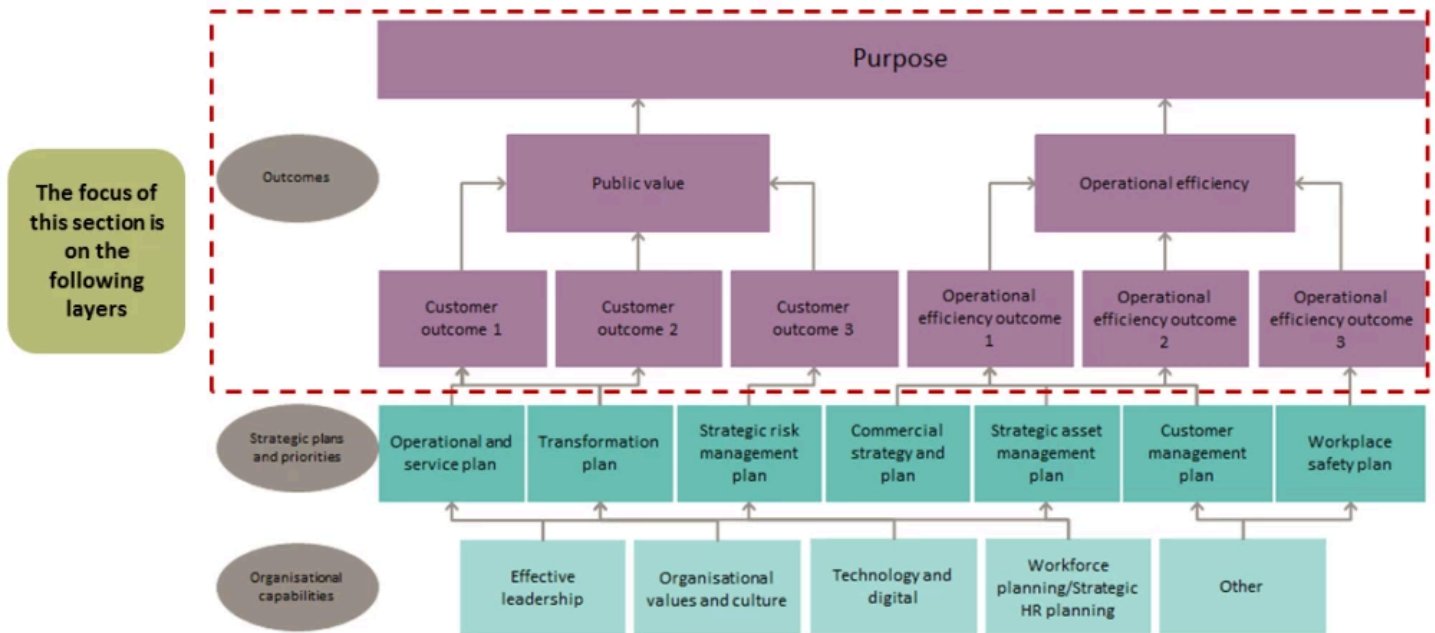 Purpose
The focus of
this section is
on the
following
layers
Outcomes
Public value
Operational efficiency
Customer
outcome 1
Customer
outcome 2
Customer
outcome 3
Operational
efficiency outcome
1
Operational
efficiency outcome
2
Operational
efficiency outcome
3
Strategic plans
and priorities
Operational and
service plan
Transformation
plan
Strategic risk
management
plan
Commercial
strategy and
plan
Strategic asset
management
plan
Customer
management
plan
Workplace
safety plan
Organisational
capabilities
Effective
leadership
Organisational
values and culture
Technology and
digital
Workforce
planning/Strategic
HR planning
Other